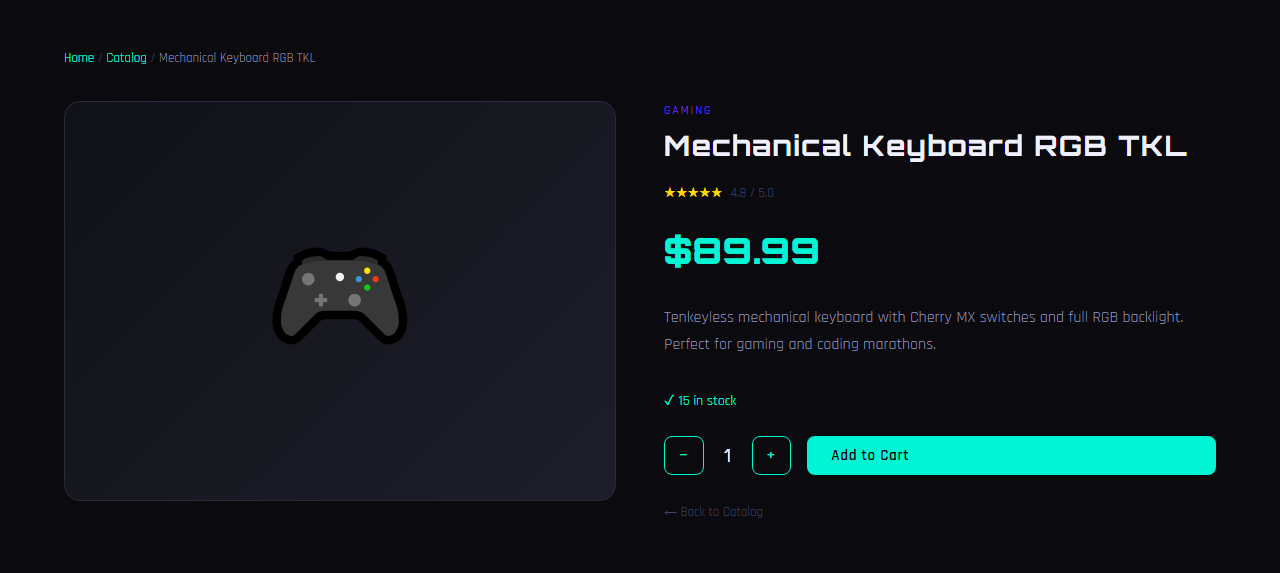 Home / Catalog / Mechanical Keyboard RGB TKL
GAMING
Mechanical Keyboard RGB TKL
★★★★★ 4.8 / 5.0
$89.99
Tenkeyless mechanical keyboard with Cherry MX switches and full RGB backlight.
Perfect for gaming and coding marathons.
✓ 15 in stock
− 1 + Add to Cart
← Back to Catalog